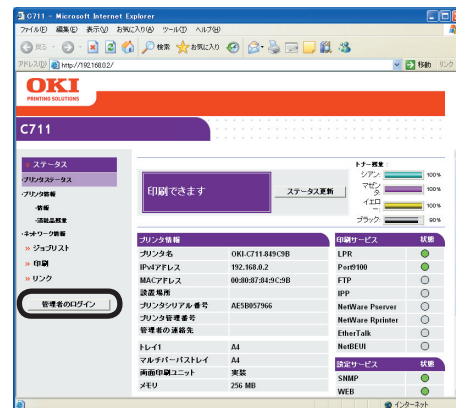 C711 - Microsoft Internet Explorer
ファイル(F) 編集(E) 表示(V) お気に入り(A) ツール(T) ヘルプ(H)
戻る 検索 お気に入り
アドレス(D) http://192.168.0.2/ 移動 リンク
OKI
PRINTING SOLUTIONS
C711
ステータス
プリンタステータス
プリンタ情報
-情報
-消耗品残量
ネットワーク情報
ジョブリスト
印刷
リンク
管理者のログイン
印刷できます ステータス更新
トナー残量:
シアン: 100%
マゼンタ: 100%
イエロー: 100%
ブラック: 90%
プリンタ情報
プリンタ名 OKI-C711-849C9B
IPv4アドレス 192.168.0.2
MACアドレス 00:80:87:84:9C:9B
設置場所
プリンタシリアル番号 AE5B057966
プリンタ管理番号
管理者の連絡先
トレイ1 A4
マルチパーパストレイ A4
両面印刷ユニット 実装
メモリ 256 MB
印刷サービス 状態
LPR
Port9100
FTP
IPP
NetWare Pserver
NetWare Rprinter
EtherTalk
NetBEUI
設定サービス 状態
SNMP
WEB
インターネット